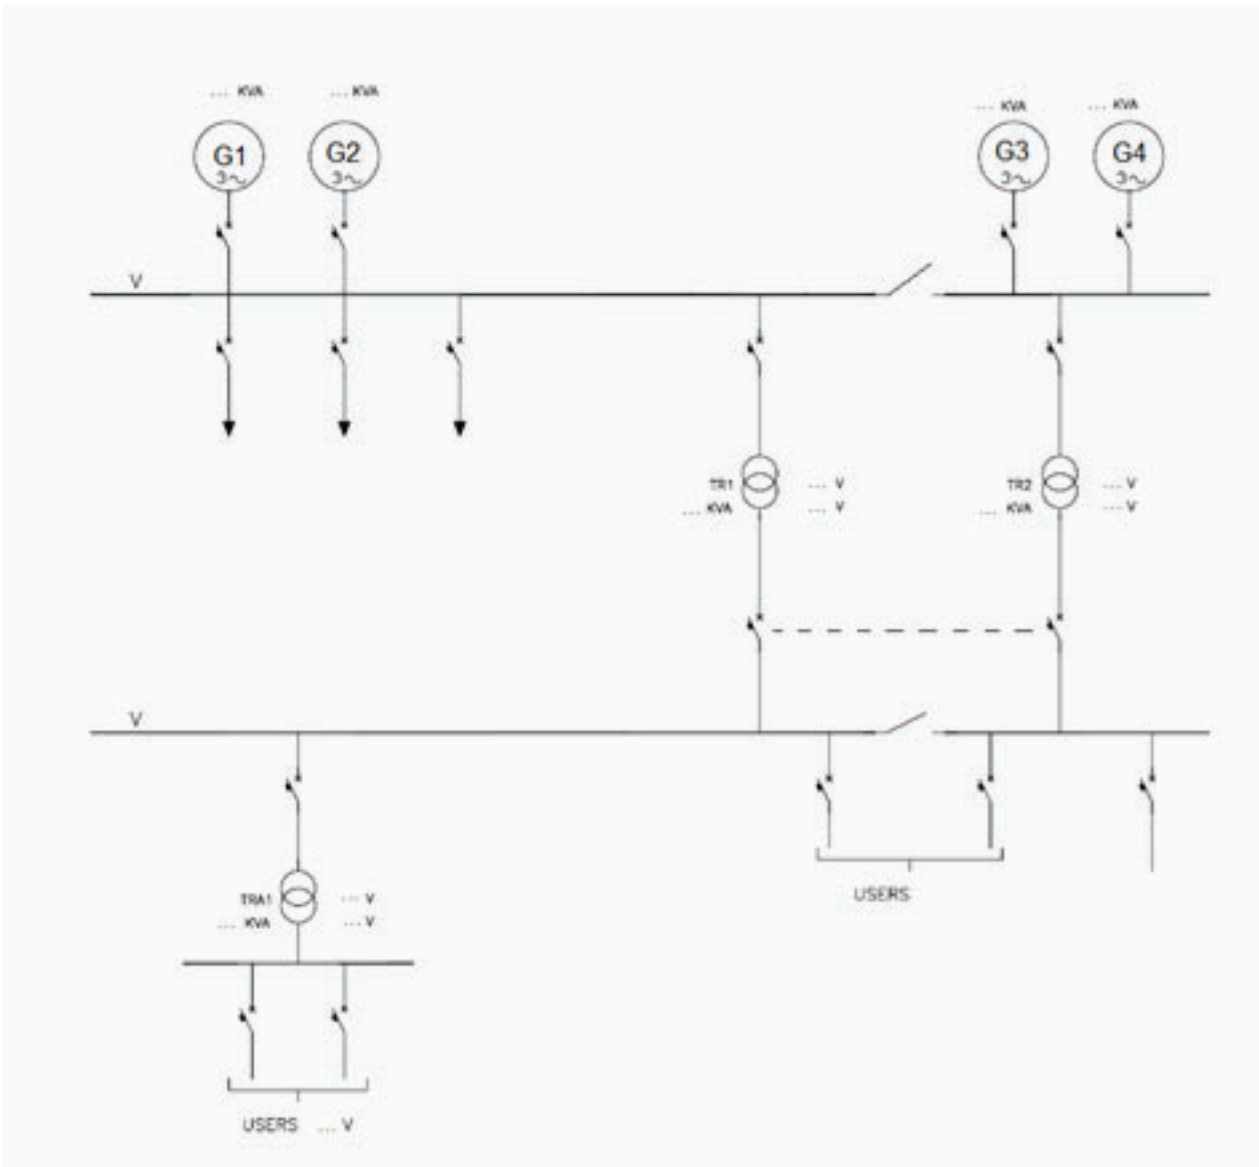 ... KVA
... KVA
... KVA
... KVA
G1
3~
G2
3~
G3
3~
G4
3~
V
TR1
... V
... KVA
... V
TR2
... V
... KVA
... V
V
USERS
TRA1
... V
... KVA
... V
USERS ... V